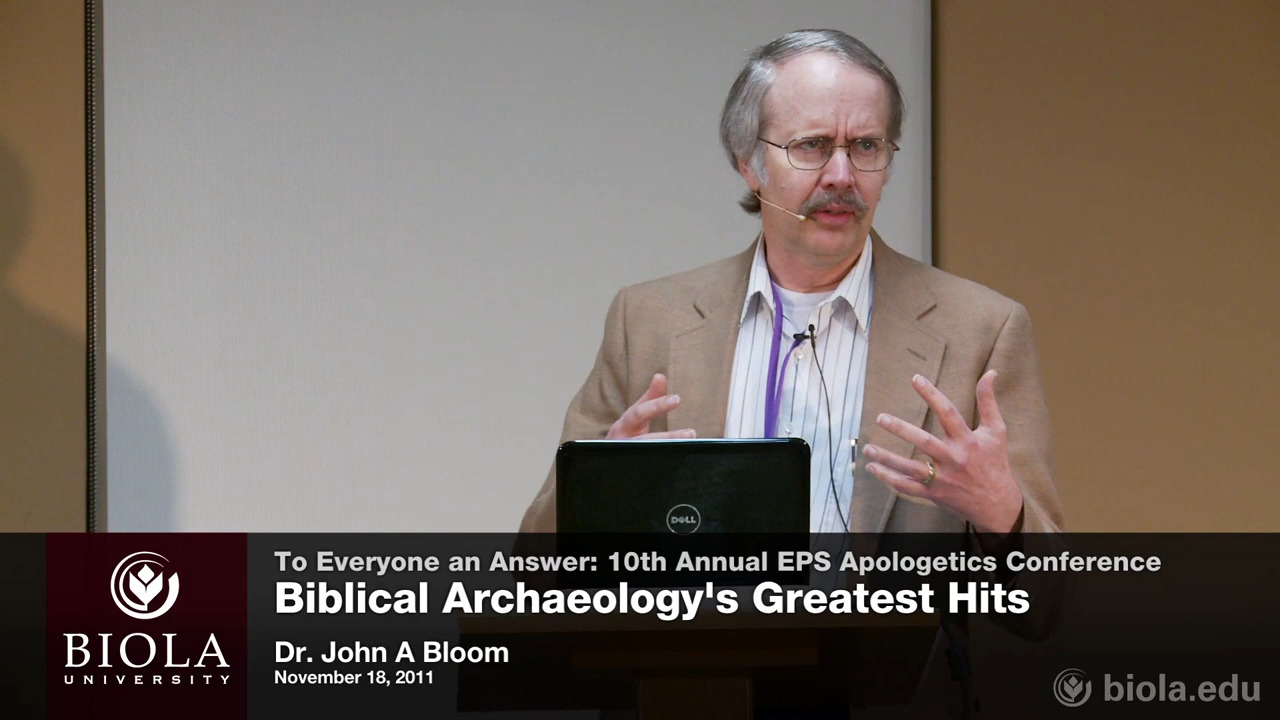 DELL
To Everyone an Answer: 10th Annual EPS Apologetics Conference
Biblical Archaeology's Greatest Hits
BIOLA
UNIVERSITY
Dr. John A Bloom
November 18, 2011
biola.edu